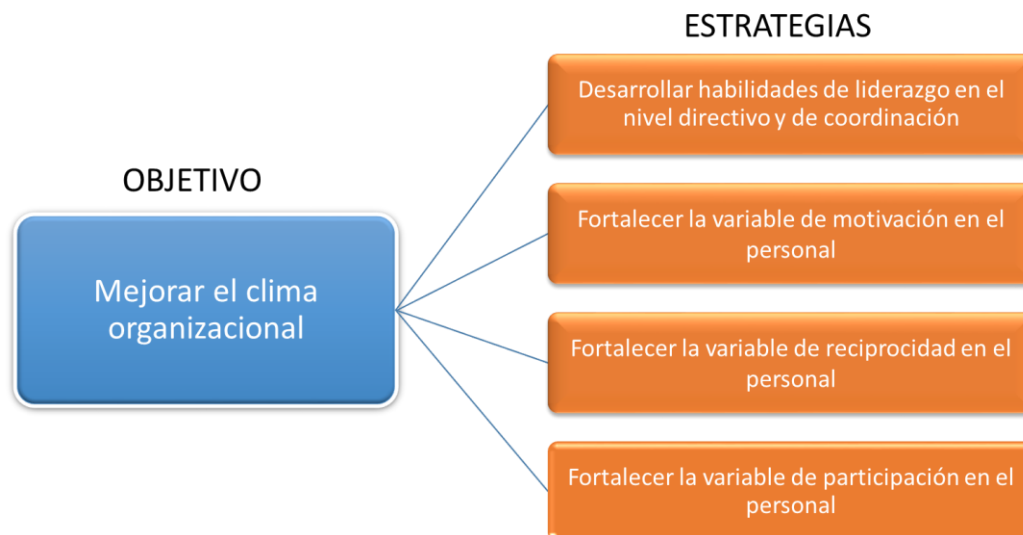 ESTRATEGIAS
Desarrollar habilidades de liderazgo en el
nivel directivo y de coordinación
OBJETIVO
Fortalecer la variable de motivación en el
personal
Mejorar el clima
organizacional
Fortalecer la variable de reciprocidad en el
personal
Fortalecer la variable de participación en el
personal